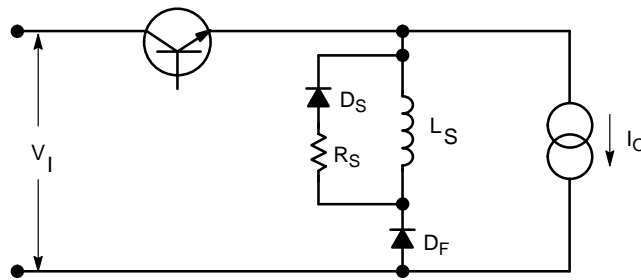 D_S
L_S
V_I
R_S
I_O
D_F